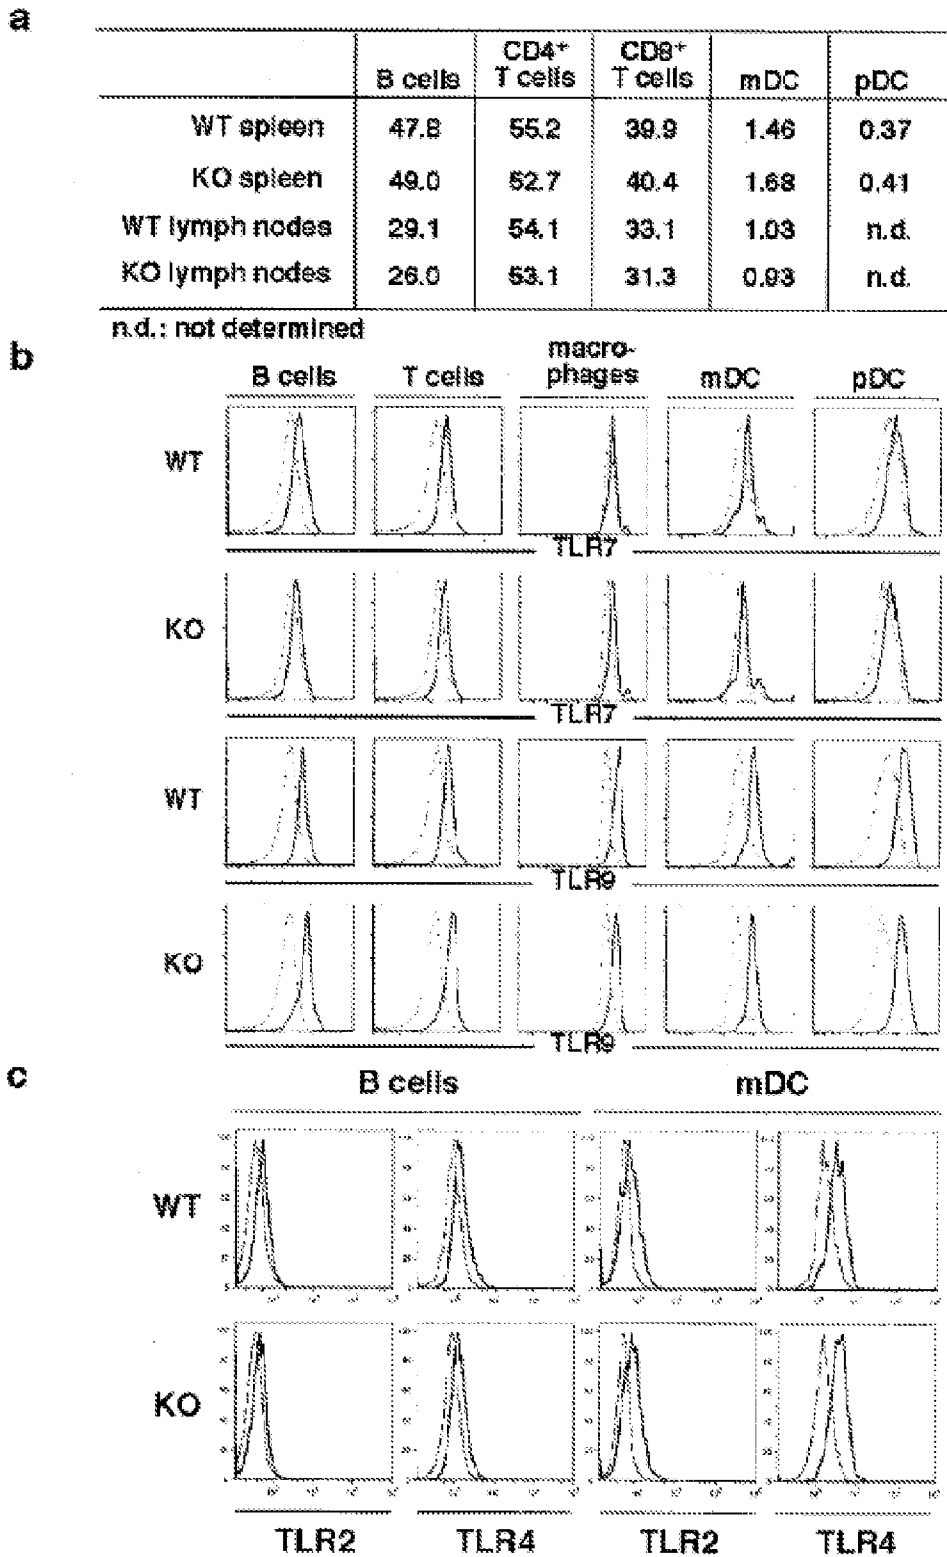 a
B cells CD4+ T cells CD8+ T cells mDC pDC
WT spleen 47.8 55.2 39.9 1.46 0.37
KO spleen 49.0 52.7 40.4 1.68 0.41
WT lymph nodes 29.1 54.1 33.1 1.03 n.d.
KO lymph nodes 26.0 53.1 31.3 0.93 n.d.
n.d.: not determined
b
B cells T cells macro-phages mDC pDC
WT
TLR7
KO
TLR7
WT
TLR9
KO
TLR9
c
B cells mDC
WT
KO
TLR2 TLR4 TLR2 TLR4